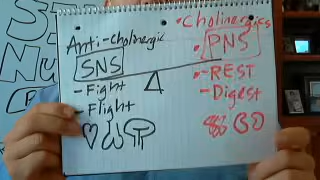 Anti-cholinergic
SNS
- Fight
- Flight
• Cholinergics
• PNS
• - REST
- Digest